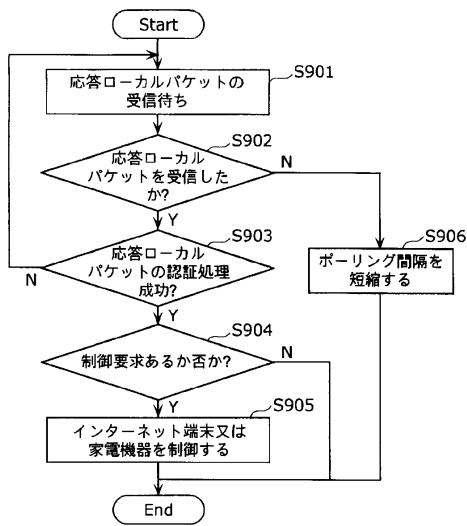 Start
S901
応答ローカルパケットの
受信待ち
S902
応答ローカル
パケットを受信した
か?
N
Y
S903
応答ローカル
パケットの認証処理
成功?
N
Y
S906
ポーリング間隔を
短縮する
S904
制御要求あるか否か?
N
Y
S905
インターネット端末又は
家電機器を制御する
End